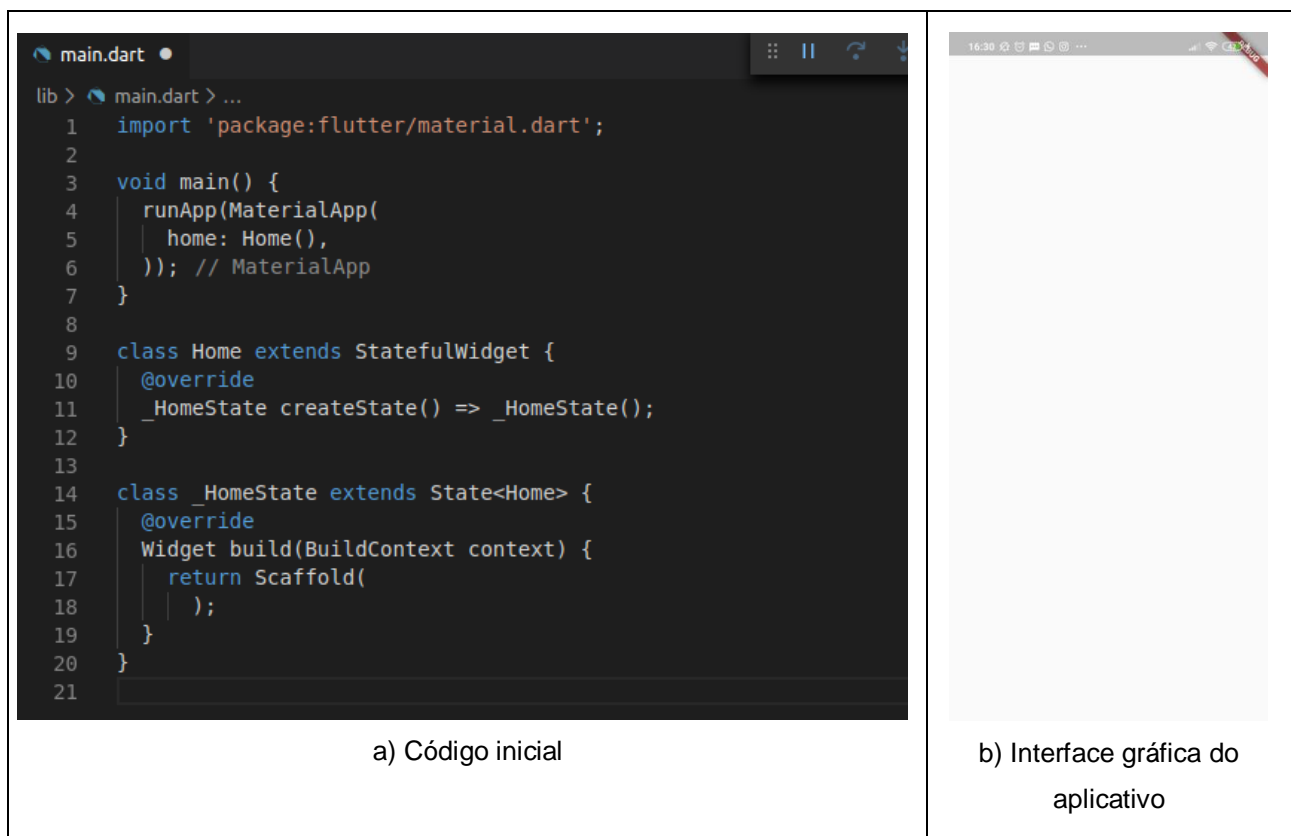 main.dart ●
lib > main.dart > ...
1 import 'package:flutter/material.dart';
2
3 void main() {
4 runApp(MaterialApp(
5 home: Home(),
6 )); // MaterialApp
7 }
8
9 class Home extends StatefulWidget {
10 @override
11 _HomeState createState() => _HomeState();
12 }
13
14 class _HomeState extends State<Home> {
15 @override
16 Widget build(BuildContext context) {
17 return Scaffold(
18 );
19 }
20 }
21
a) Código inicial
16:30 ...
b) Interface gráfica do
aplicativo